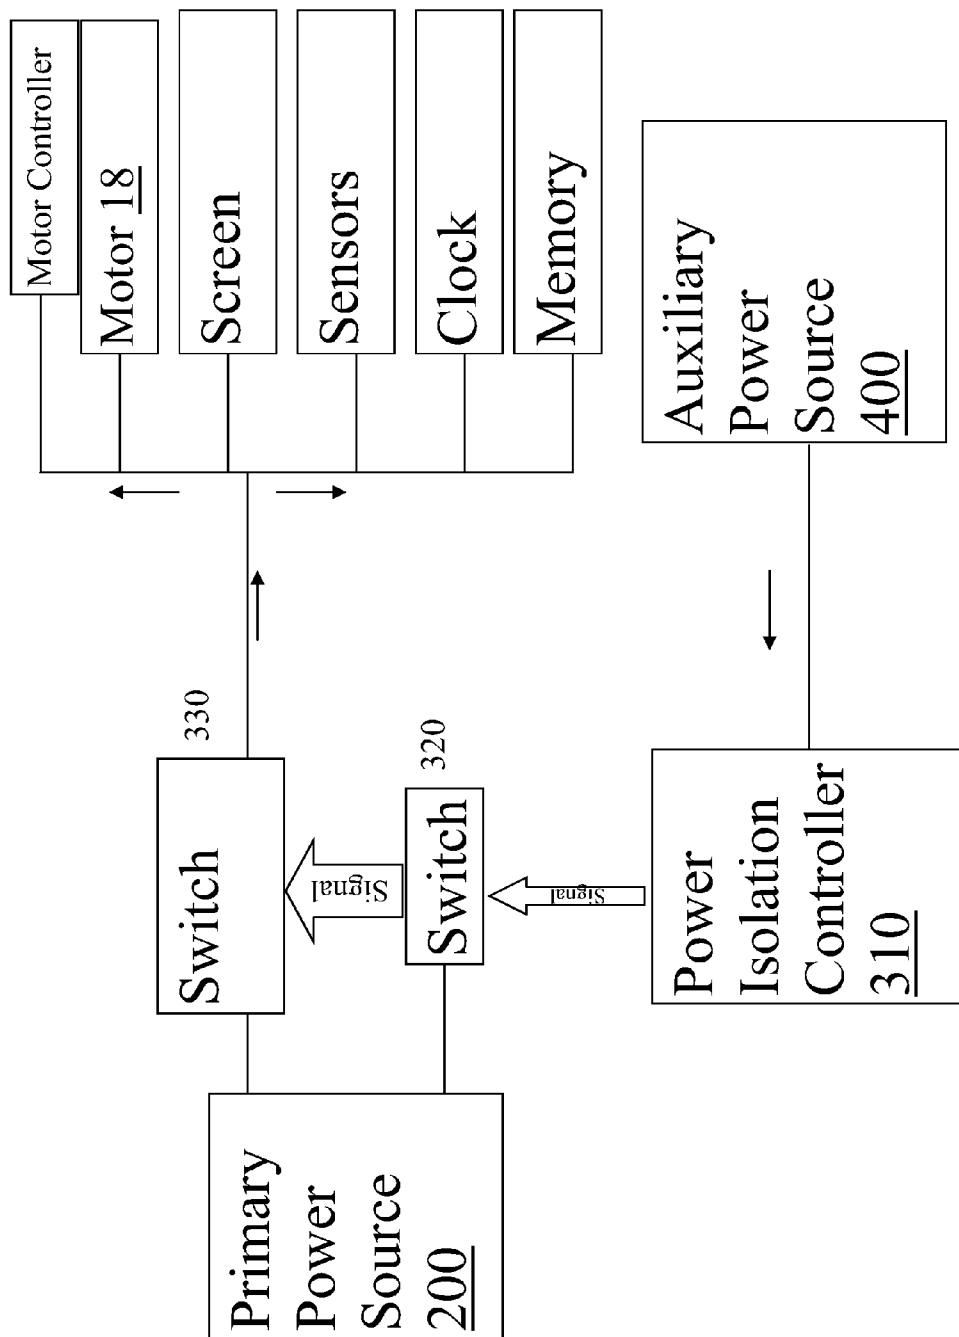 Motor Controller
Motor 18
Screen
Sensors
Clock
Memory
Auxiliary
Power
Source
400
330
320
Switch
Signal
Switch
Signal
Power
Isolation
Controller
310
Primary
Power
Source
200